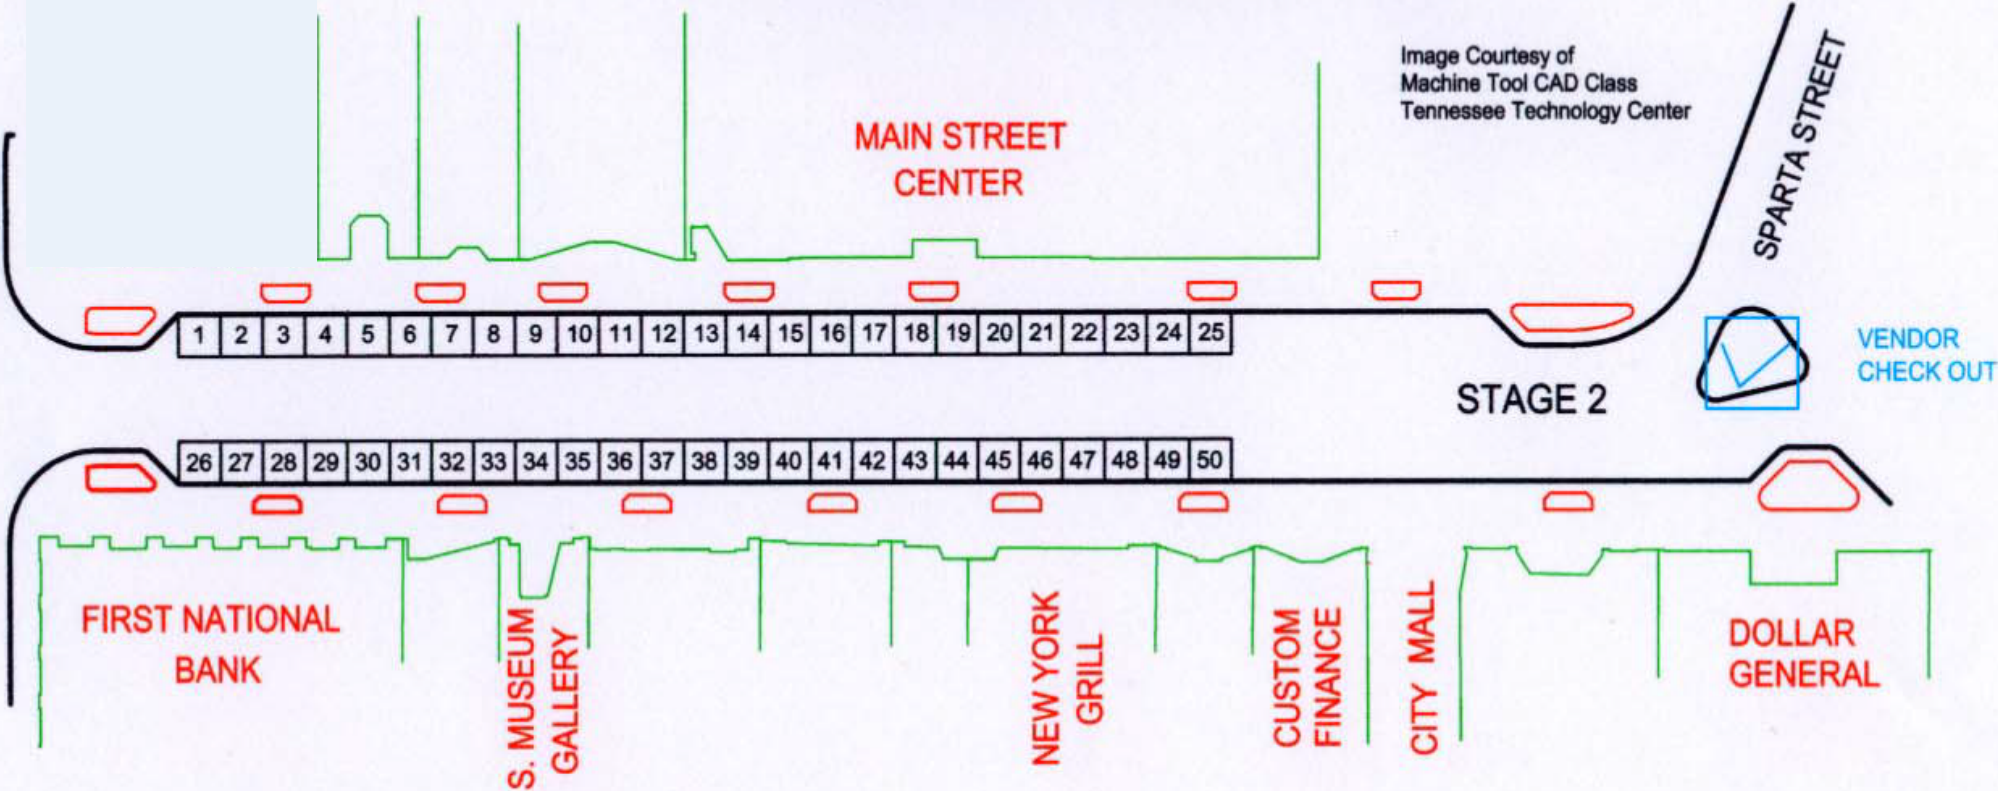 Image Courtesy of
Machine Tool CAD Class
Tennessee Technology Center
SPARTA STREET
MAIN STREET
CENTER
1 2 3 4 5 6 7 8 9 10 11 12 13 14 15 16 17 18 19 20 21 22 23 24 25
VENDOR
CHECK OUT
STAGE 2
26 27 28 29 30 31 32 33 34 35 36 37 38 39 40 41 42 43 44 45 46 47 48 49 50
FIRST NATIONAL
BANK
S. MUSEUM
GALLERY
NEW YORK
GRILL
CUSTOM
FINANCE
CITY MALL
DOLLAR
GENERAL